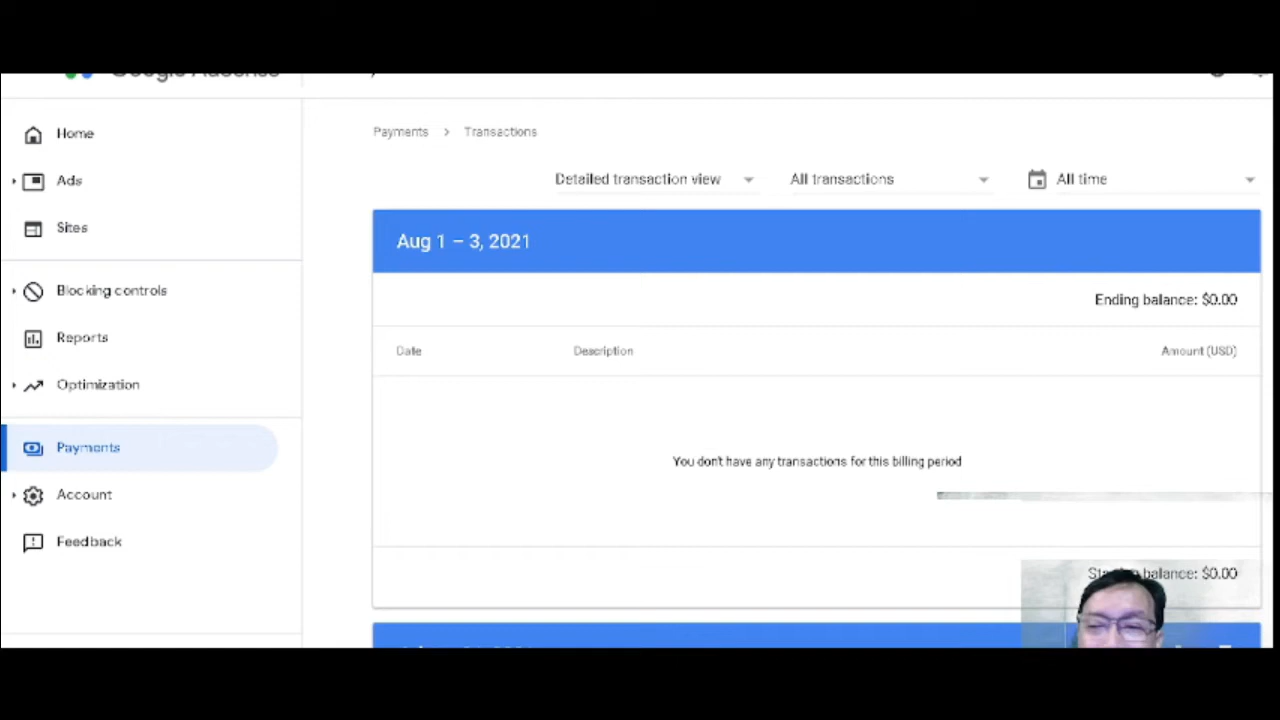 Google AdSense
Home
Ads
Sites
Blocking controls
Reports
Optimization
Payments
Account
Feedback
Payments > Transactions
Detailed transaction view
All transactions
All time
Aug 1 – 3, 2021
Ending balance: $0.00
Date
Description
Amount (USD)
You don't have any transactions for this billing period
balance: $0.00